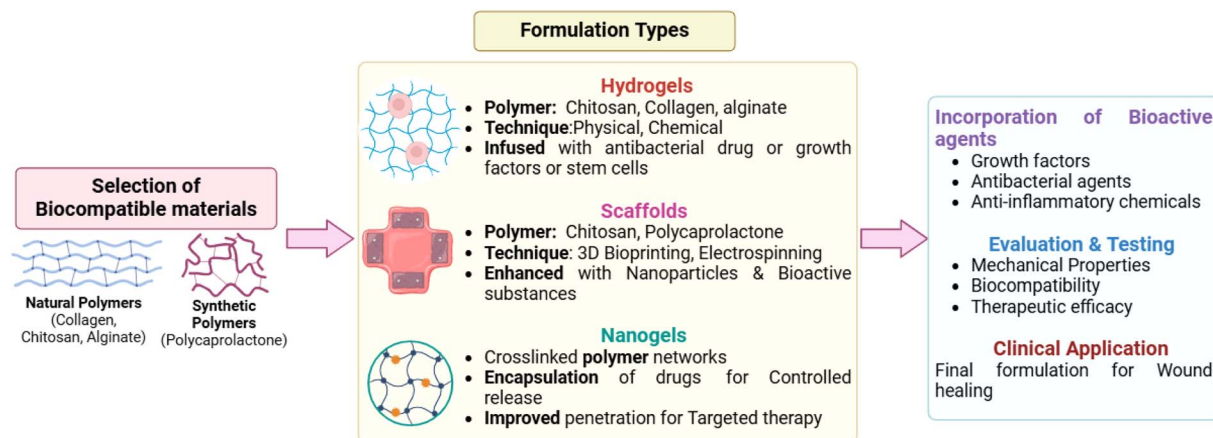 Formulation Types
Selection of
Biocompatible materials
Natural Polymers
(Collagen,
Chitosan, Alginate)
Synthetic
Polymers
(Polycaprolactone)
Hydrogels
• Polymer: Chitosan, Collagen, alginate
• Technique:Physical, Chemical
• Infused with antibacterial drug or growth
factors or stem cells
Scaffolds
• Polymer: Chitosan, Polycaprolactone
• Technique: 3D Bioprinting, Electrospinning
• Enhanced with Nanoparticles & Bioactive
substances
Nanogels
• Crosslinked polymer networks
• Encapsulation of drugs for Controlled
release
• Improved penetration for Targeted therapy
Incorporation of Bioactive
agents
• Growth factors
• Antibacterial agents
• Anti-inflammatory chemicals
Evaluation & Testing
• Mechanical Properties
• Biocompatibility
• Therapeutic efficacy
Clinical Application
Final formulation for Wound
healing